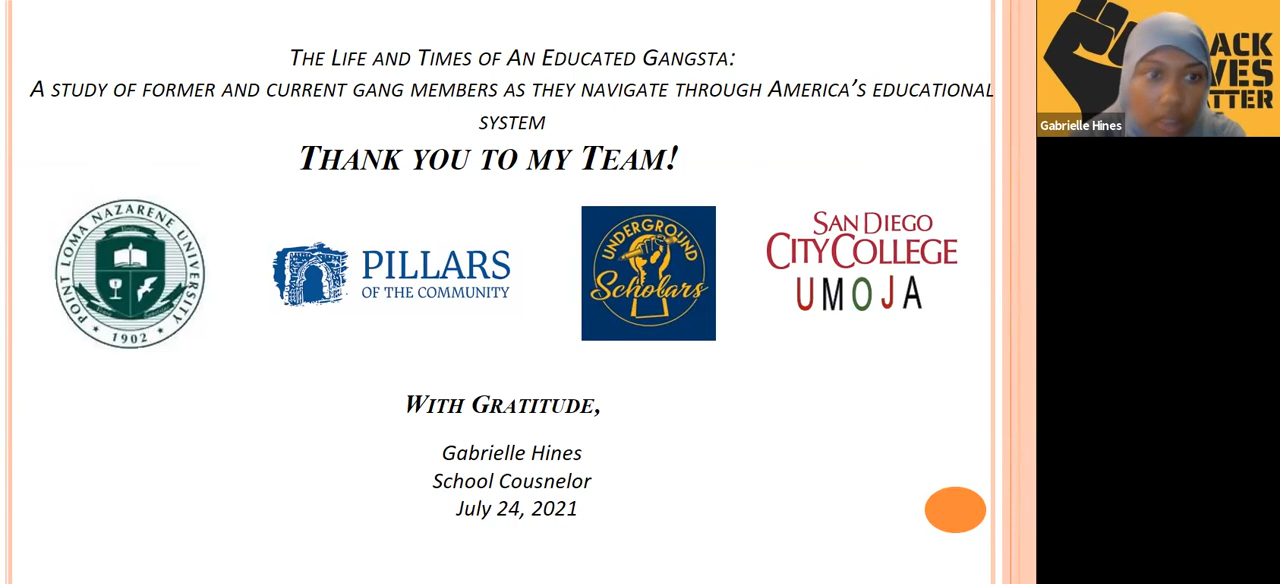 THE LIFE AND TIMES OF AN EDUCATED GANGSTA:
A STUDY OF FORMER AND CURRENT GANG MEMBERS AS THEY NAVIGATE THROUGH AMERICA'S EDUCATIONAL
SYSTEM
THANK YOU TO MY TEAM!
POINT LOMA NAZARENE UNIVERSITY
1902
PILLARS
OF THE COMMUNITY
UNDERGROUND
Scholars
SAN DIEGO
CITY COLLEGE
UMOJA
WITH GRATITUDE,
Gabrielle Hines
School Cousnelor
July 24, 2021
ACK
VES
TTER
Gabrielle Hines